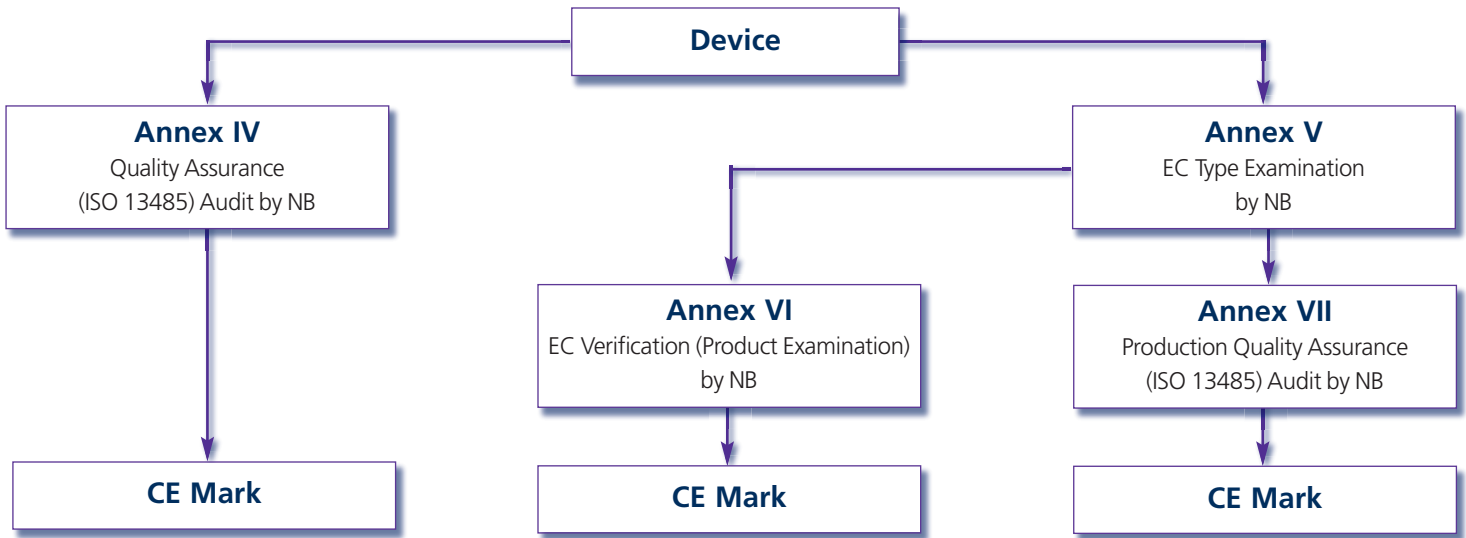 Device
Annex IV
Quality Assurance
(ISO 13485) Audit by NB
Annex V
EC Type Examination
by NB
Annex VI
EC Verification (Product Examination)
by NB
Annex VII
Production Quality Assurance
(ISO 13485) Audit by NB
CE Mark
CE Mark
CE Mark